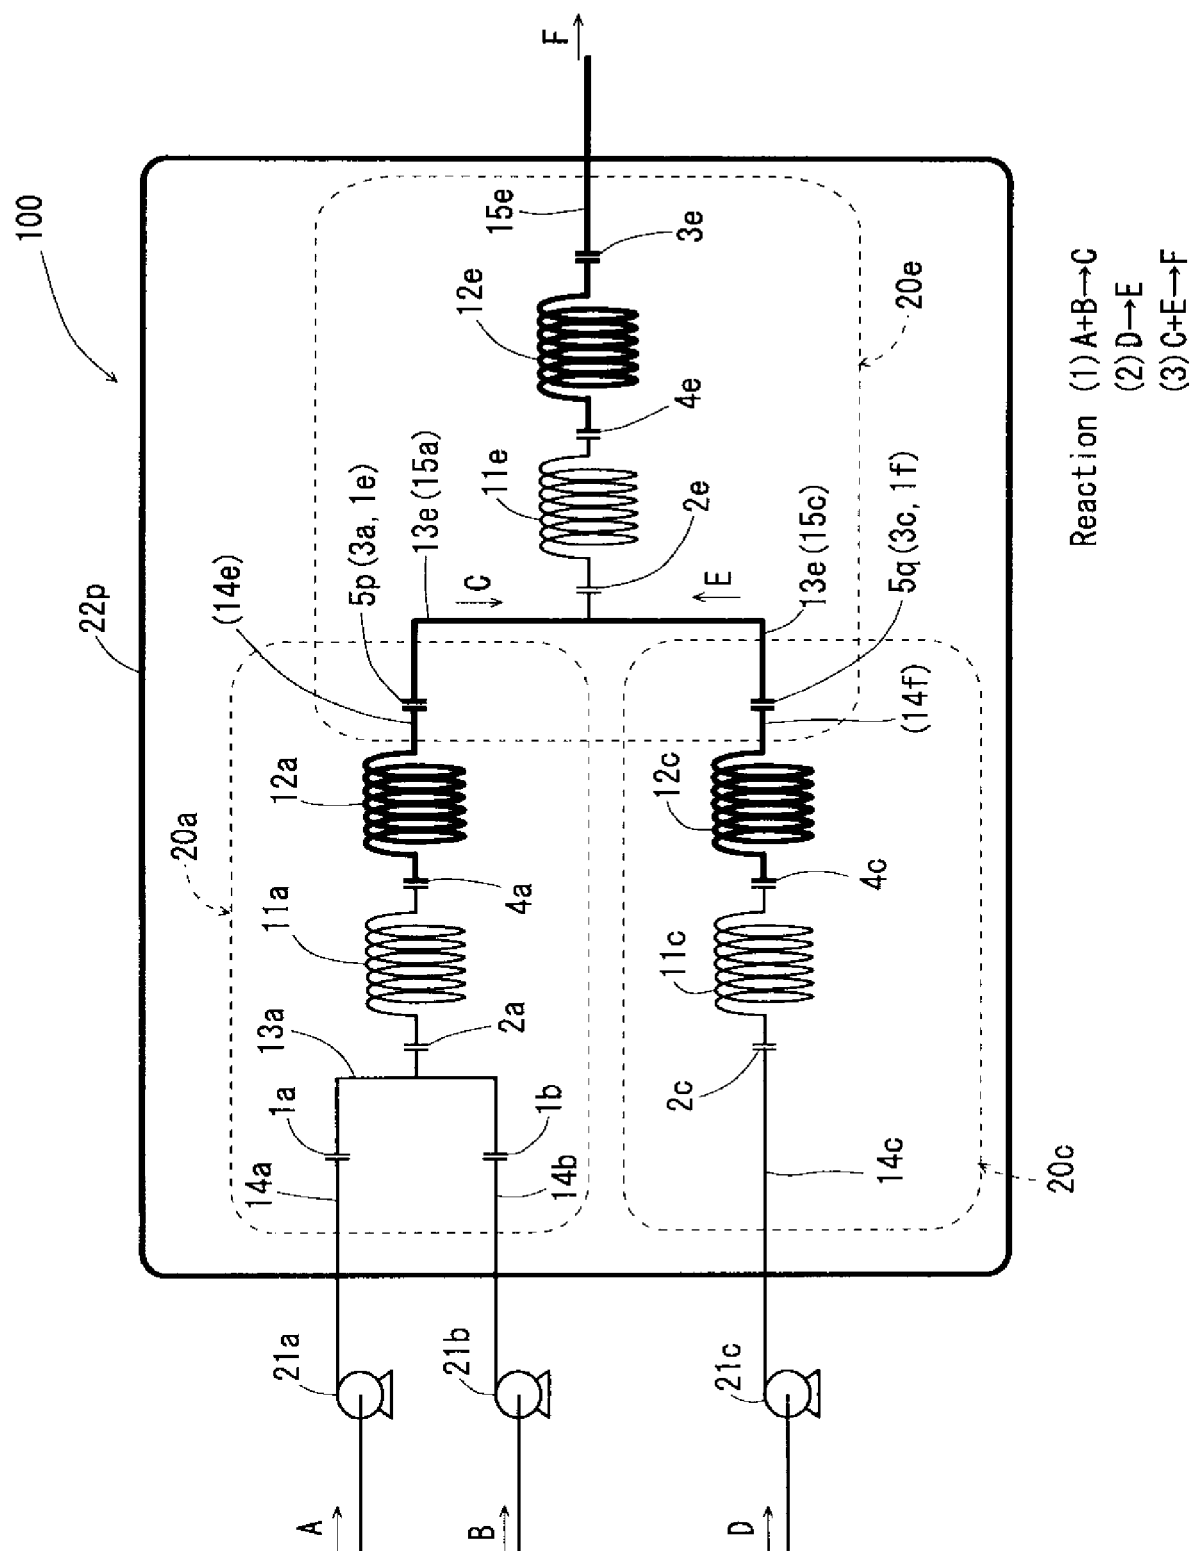 100
22p
20a
(14e)
5p(3a, 1e)
13e(15a)
12a
11a
13a
1a
14a
21a
A
4a
2a
1b
14b
21b
B
C
E
11e
12e
15e
F
2e
4e
3e
20e
13e(15c)
5q(3c, 1f)
(14f)
12c
11c
4c
2c
14c
20c
21c
D
Reaction (1)A+B→C
(2)D→E
(3)C+E→F